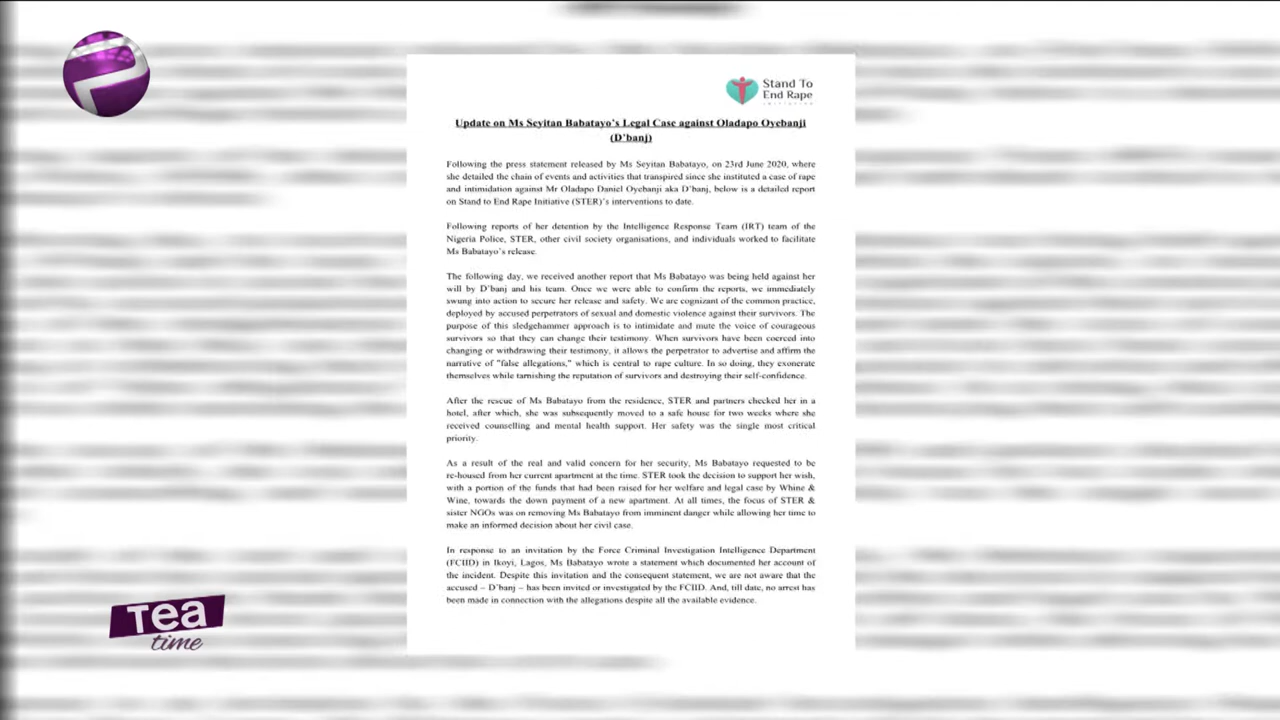 Stand To
End Rape
INITIATIVE
Update on Ms Seyitan Babatayo's Legal Case against Oladapo Oyebanji
(D'banj)
Following the press statement released by Ms Seyitan Babatayo, on 23rd June 2020, where
she detailed the chain of events and activities that transpired since she instituted a case of rape
and intimidation against Mr Oladapo Daniel Oyebanji aka D'banj, below is a detailed report
on Stand to End Rape Initiative (STER)'s interventions to date.
Following reports of her detention by the Intelligence Response Team (IRT) team of the
Nigeria Police, STER, other civil society organisations, and individuals worked to facilitate
Ms Babatayo's release.
The following day, we received another report that Ms Babatayo was being held against her
will by D'banj and his team. Once we were able to confirm the reports, we immediately
swung into action to secure her release and safety. We are cognizant of the common practice,
deployed by accused perpetrators of sexual and domestic violence against their survivors. The
purpose of this sledgehammer approach is to intimidate and mute the voice of courageous
survivors so that they can change their testimony. When survivors have been coerced into
changing or withdrawing their testimony, it allows the perpetrator to advertise and affirm the
narrative of "false allegations," which is central to rape culture. In so doing, they exonerate
themselves while tarnishing the reputation of survivors and destroying their self-confidence.
After the rescue of Ms Babatayo from the residence, STER and partners checked her in a
hotel, after which, she was subsequently moved to a safe house for two weeks where she
received counselling and mental health support. Her safety was the single most critical
priority.
As a result of the real and valid concern for her security, Ms Babatayo requested to be
re-housed from her current apartment at the time. STER took the decision to support her wish,
with a portion of the funds that had been raised for her welfare and legal case by Whine &
Wine, towards the down payment of a new apartment. At all times, the focus of STER &
sister NGOs was on removing Ms Babatayo from imminent danger while allowing her time to
make an informed decision about her civil case.
In response to an invitation by the Force Criminal Investigation Intelligence Department
(FCIID) in Ikoyi, Lagos, Ms Babatayo wrote a statement which documented her account of
the incident. Despite this invitation and the consequent statement, we are not aware that the
accused – D'banj – has been invited or investigated by the FCIID. And, till date, no arrest has
been made in connection with the allegations despite all the available evidence.
Tea
time